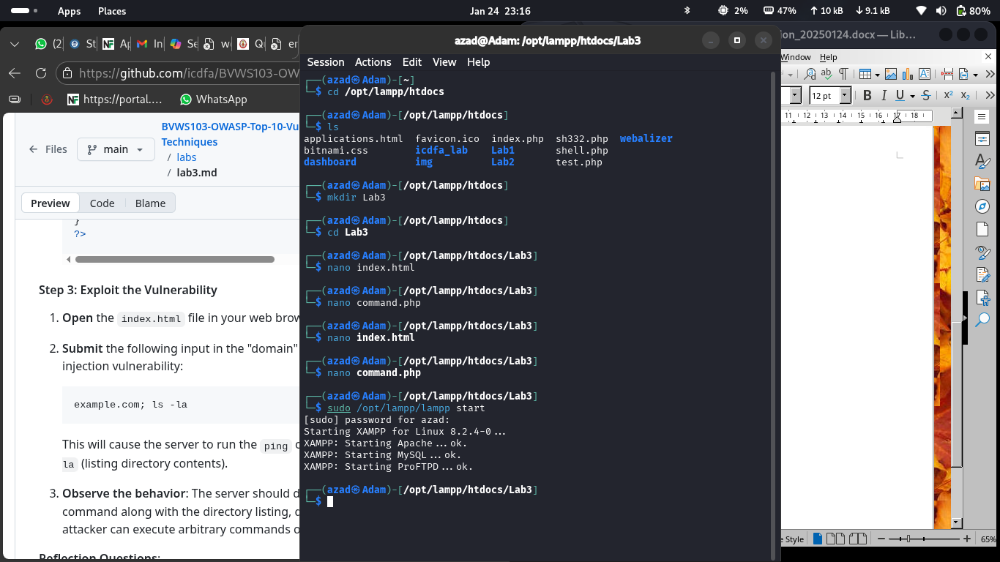 Apps Places Jan 24 23:16 2% 47% 10 kB 9.1 kB 80%
(2 St Ap In Se w Qu er
azad@Adam: /opt/lampp/htdocs/Lab3
ion_20250124.docx — Lib…
https://github.com/icdfa/BVWS103-OW
https://portal.… WhatsApp
Session Actions Edit View Help
Window Help
12 pt B I U S x² x₂
11 12 13 14 15 16 17 18
Files
main
BVWS103-OWASP-Top-10-Vu
Techniques
/ labs
/ lab3.md
Preview Code Blame
}
?>
Step 3: Exploit the Vulnerability
1. Open the index.html file in your web brow
2. Submit the following input in the "domain"
injection vulnerability:
example.com; ls -la
This will cause the server to run the ping
la (listing directory contents).
3. Observe the behavior: The server should d
command along with the directory listing,
attacker can execute arbitrary commands o
Reflection Questions:
┌──(azad㉿Adam)-[~]
└─$ cd /opt/lampp/htdocs
┌──(azad㉿Adam)-[/opt/lampp/htdocs]
└─$ ls
applications.html favicon.ico index.php sh332.php webalizer
bitnami.css icdfa_lab Lab1 shell.php
dashboard img Lab2 test.php
┌──(azad㉿Adam)-[/opt/lampp/htdocs]
└─$ mkdir Lab3
┌──(azad㉿Adam)-[/opt/lampp/htdocs]
└─$ cd Lab3
┌──(azad㉿Adam)-[/opt/lampp/htdocs/Lab3]
└─$ nano index.html
┌──(azad㉿Adam)-[/opt/lampp/htdocs/Lab3]
└─$ nano command.php
┌──(azad㉿Adam)-[/opt/lampp/htdocs/Lab3]
└─$ nano index.html
┌──(azad㉿Adam)-[/opt/lampp/htdocs/Lab3]
└─$ nano command.php
┌──(azad㉿Adam)-[/opt/lampp/htdocs/Lab3]
└─$ sudo /opt/lampp/lampp start
[sudo] password for azad:
Starting XAMPP for Linux 8.2.4-0...
XAMPP: Starting Apache...ok.
XAMPP: Starting MySQL...ok.
XAMPP: Starting ProFTPD...ok.
┌──(azad㉿Adam)-[/opt/lampp/htdocs/Lab3]
└─$
e Style
65%